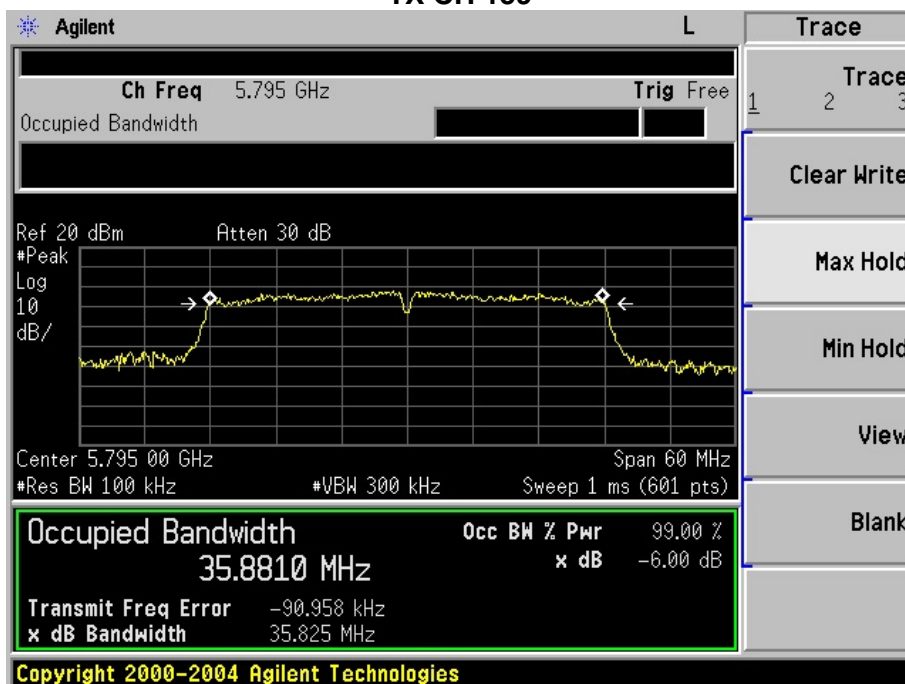 Agilent L Trace
Ch Freq 5.795 GHz Trig Free
Occupied Bandwidth
Trace
1 2 3
Clear Write
Max Hold
Min Hold
View
Blank
Ref 20 dBm Atten 30 dB
#Peak
Log
10
dB/
Center 5.795 00 GHz Span 60 MHz
#Res BW 100 kHz #VBW 300 kHz Sweep 1 ms (601 pts)
Occupied Bandwidth Occ BW % Pwr 99.00 %
35.8810 MHz x dB -6.00 dB
Transmit Freq Error -90.958 kHz
x dB Bandwidth 35.825 MHz
Copyright 2000-2004 Agilent Technologies